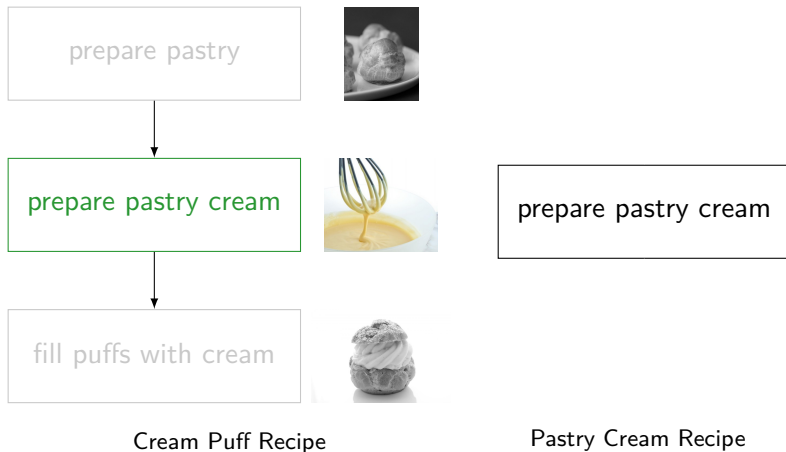 prepare pastry
prepare pastry cream
prepare pastry cream
fill puffs with cream
Cream Puff Recipe
Pastry Cream Recipe